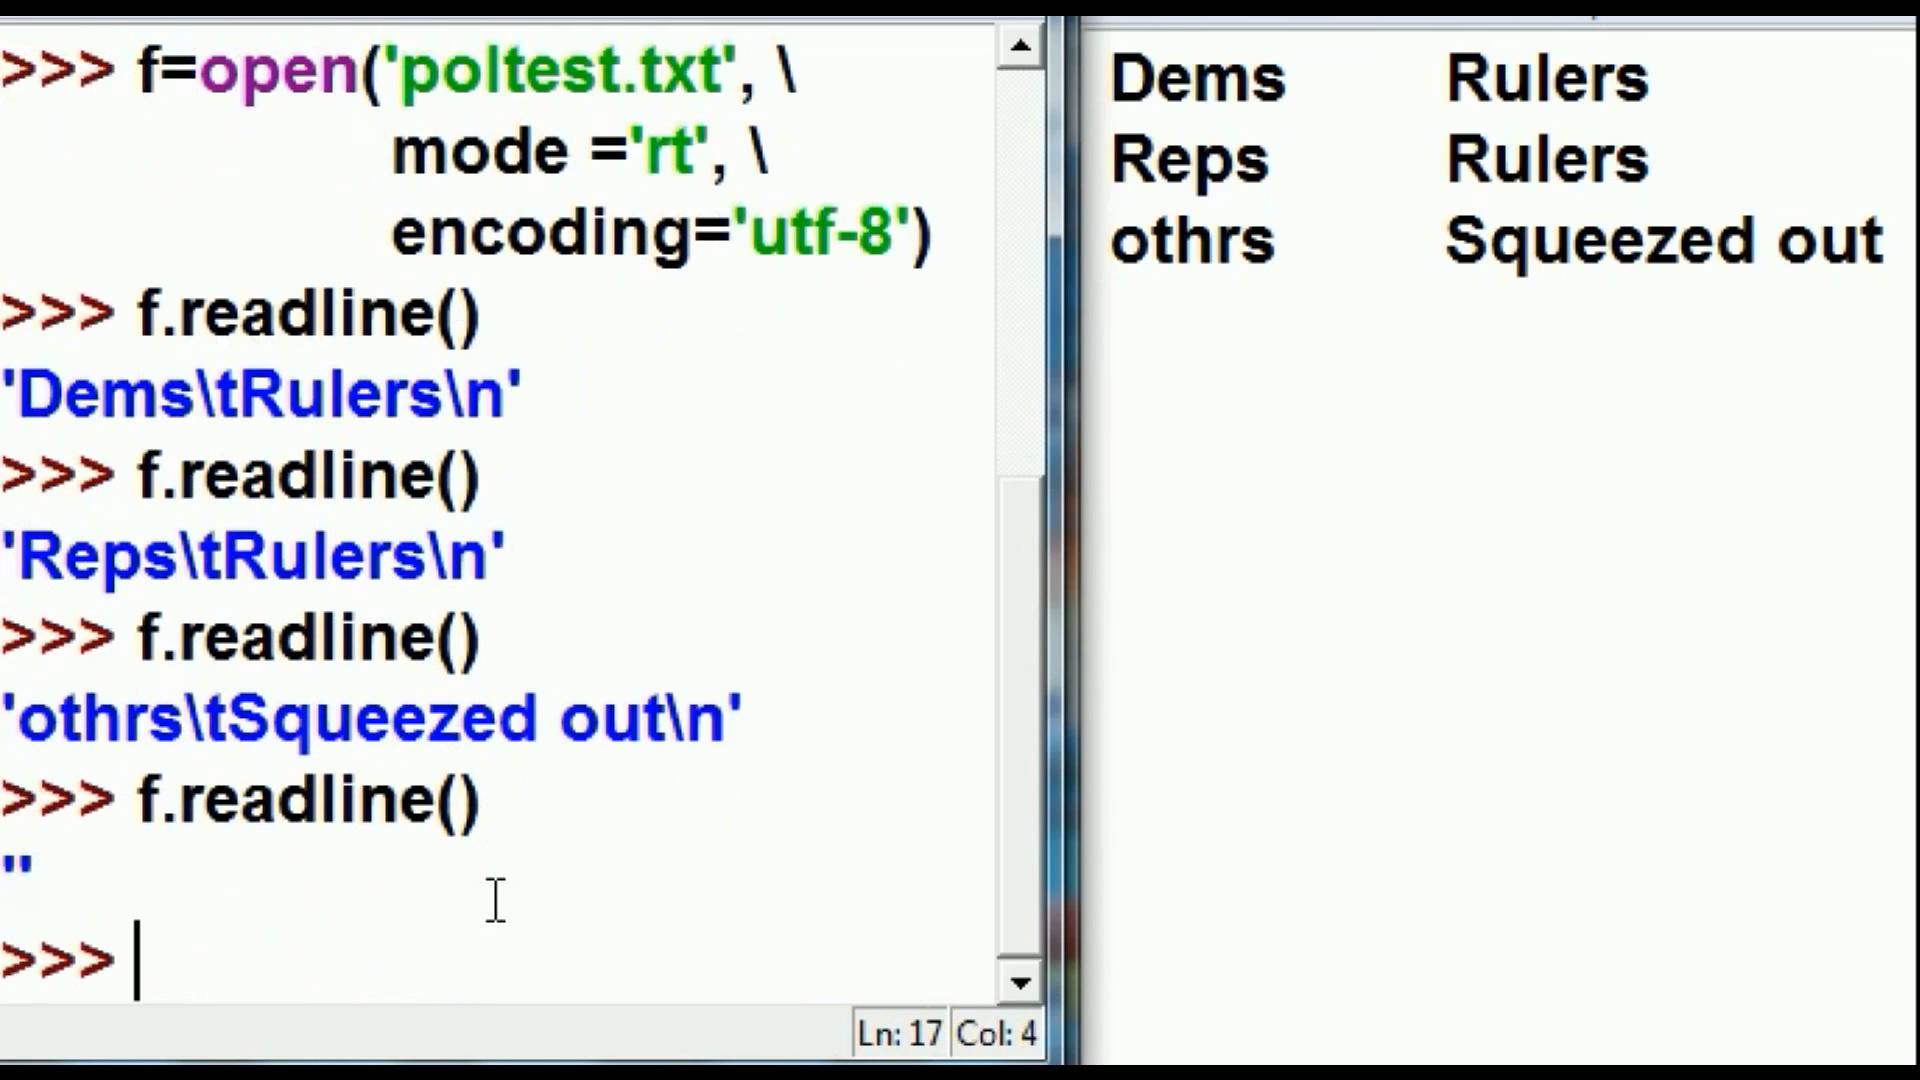 >>> f=open('poltest.txt', \
mode ='rt', \
encoding='utf-8')
>>> f.readline()
'Dems\tRulers\n'
>>> f.readline()
'Reps\tRulers\n'
>>> f.readline()
'othrs\tSqueezed out\n'
>>> f.readline()
''
>>>
Ln: 17 Col: 4
Dems Rulers
Reps Rulers
othrs Squeezed out